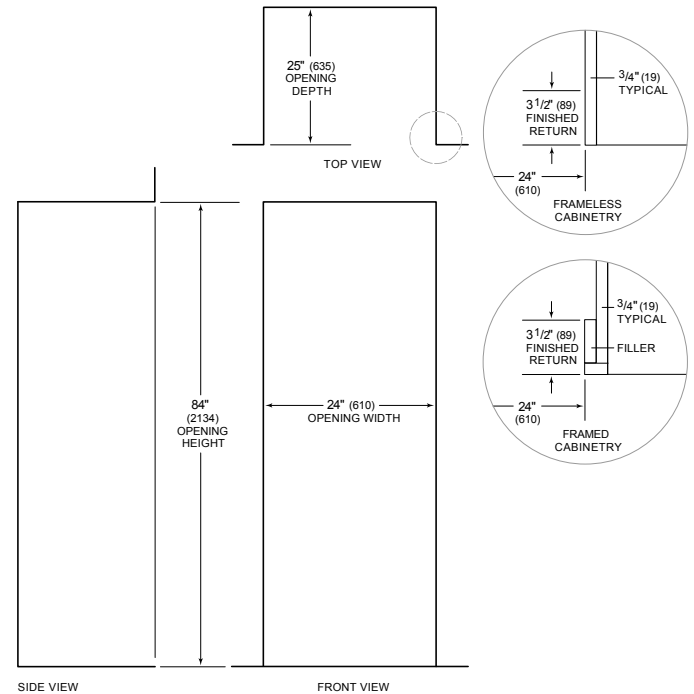 25" (635)
OPENING
DEPTH
TOP VIEW
3/4" (19)
TYPICAL
3 1/2" (89)
FINISHED
RETURN
24"
(610)
FRAMELESS
CABINETRY
3/4" (19)
TYPICAL
3 1/2" (89)
FINISHED
RETURN
FILLER
24"
(610)
FRAMED
CABINETRY
84"
(2134)
OPENING
HEIGHT
24" (610)
OPENING WIDTH
SIDE VIEW
FRONT VIEW